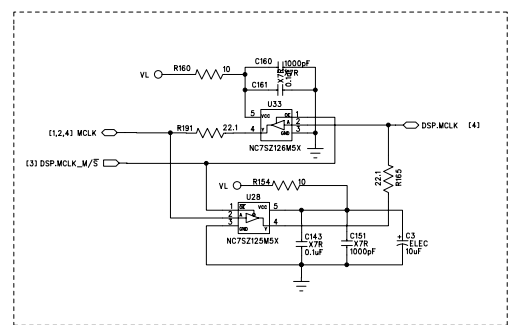 C160 1000pF
X7R
R160 10
VL
C161 0.1uF
X7R
U33
5 VCC OE 1
A 2
4 Y GND 3
NC7SZ126M5X
[1,2,4] MCLK
R191 22.1
DSP.MCLK [4]
[3] DSP.MCLK_M/S
22.1
R165
VL
R154 10
U28
1 OE VCC 5
2 A
3 GND Y 4
NC7SZ125M5X
C143
X7R
0.1uF
C151
X7R
1000pF
+ C3
ELEC
10uF